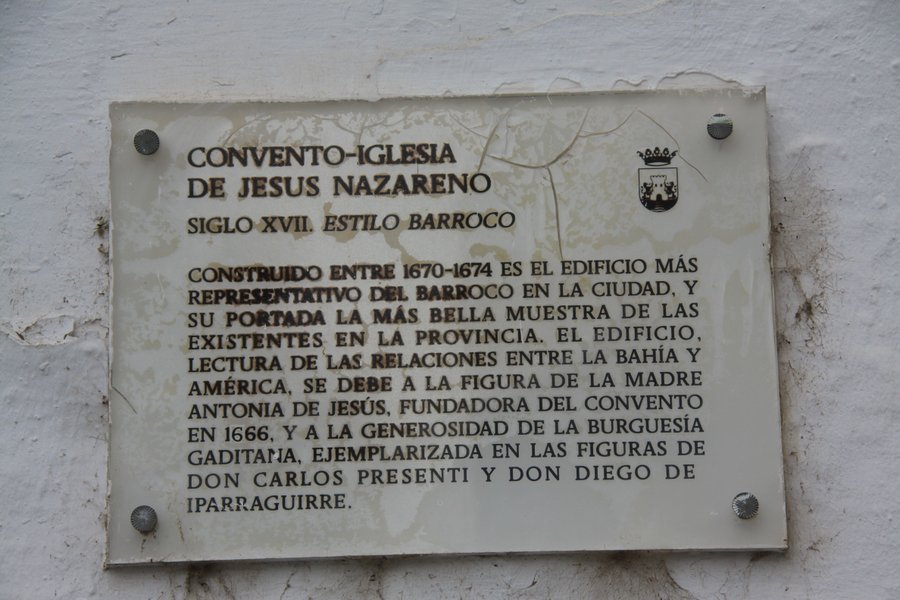 CONVENTO-IGLESIA
DE JESUS NAZARENO
SIGLO XVII. ESTILO BARROCO
CONSTRUIDO ENTRE 1670-1674 ES EL EDIFICIO MÁS
REPRESENTATIVO DEL BARROCO EN LA CIUDAD, Y
SU PORTADA LA MÁS BELLA MUESTRA DE LAS
EXISTENTES EN LA PROVINCIA. EL EDIFICIO,
LECTURA DE LAS RELACIONES ENTRE LA BAHÍA Y
AMÉRICA, SE DEBE A LA FIGURA DE LA MADRE
ANTONIA DE JESÚS, FUNDADORA DEL CONVENTO
EN 1666, Y A LA GENEROSIDAD DE LA BURGUESÍA
GADITANA, EJEMPLARIZADA EN LAS FIGURAS DE
DON CARLOS PRESENTI Y DON DIEGO DE
IPARRAGUIRRE.